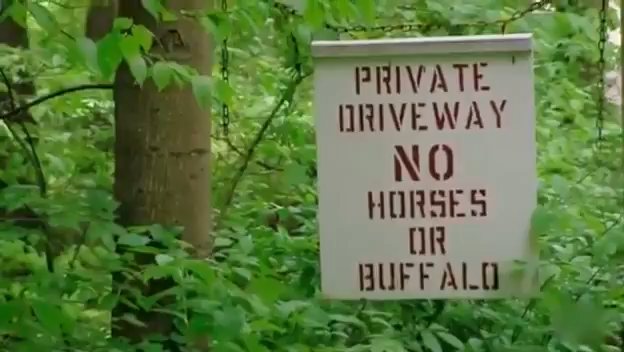 PRIVATE
DRIVEWAY
NO
HORSES
OR
BUFFALO